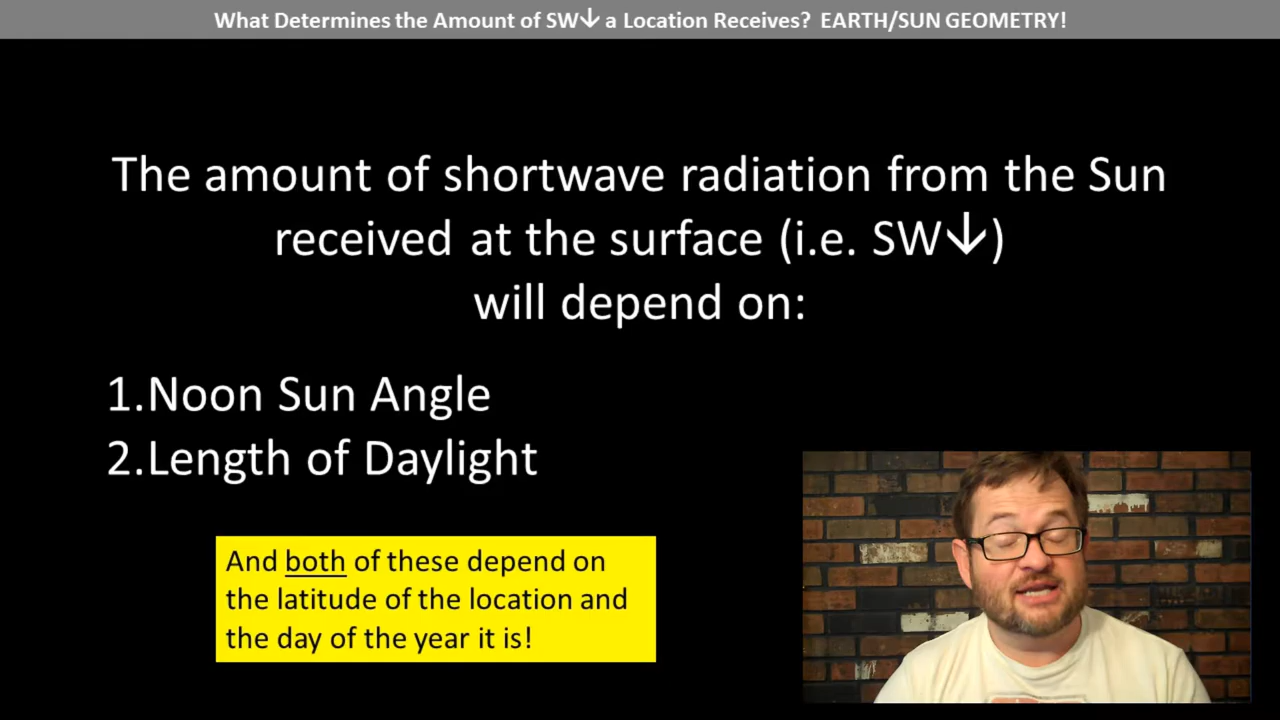 What Determines the Amount of SW↓ a Location Receives? EARTH/SUN GEOMETRY!
The amount of shortwave radiation from the Sun
received at the surface (i.e. SW↓)
will depend on:
1.Noon Sun Angle
2.Length of Daylight
And both of these depend on
the latitude of the location and
the day of the year it is!